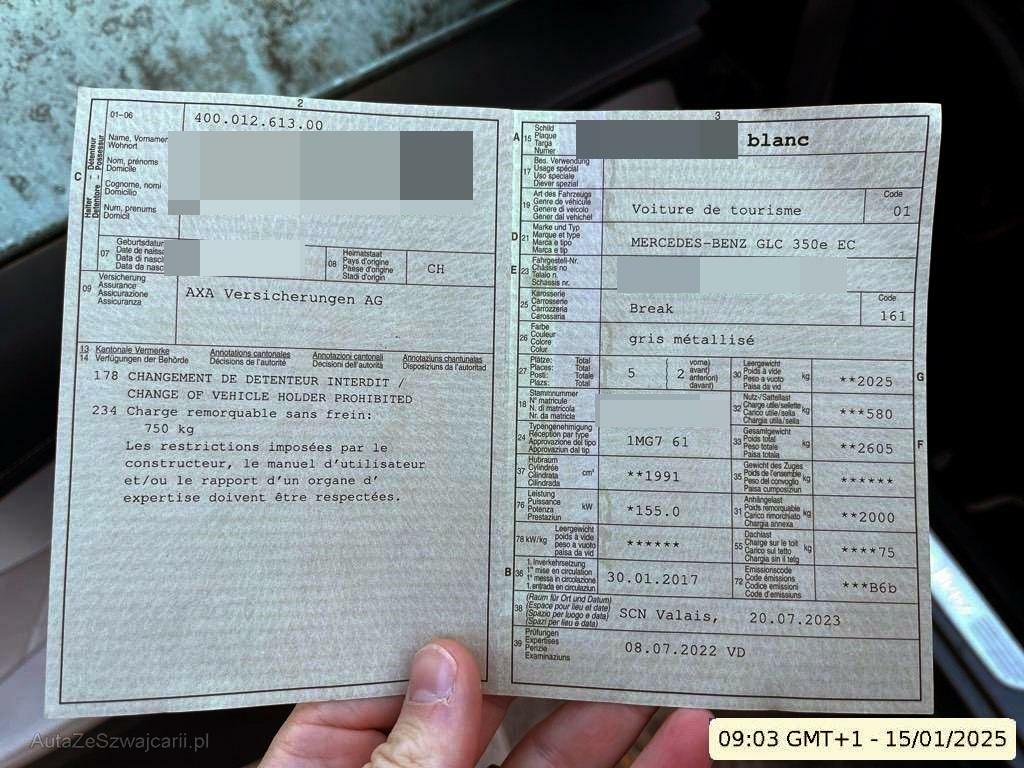 2
01-06
400.012.613.00
C
Halter - Détenteur
Detentore - Possessur
Name, Vornamen
Wohnort
Nom, prénoms
Domicile
Cognome, nomi
Domicilio
Num, prenums
Domicil
07
Geburtsdatum
Date de naiss
Data di nasc
Data da nasc
08
Heimatstaat
Pays d'origine
Paese d'origine
Stadi d'origin
CH
09
Versicherung
Assurance
Assicurazione
Assicuranza
AXA Versicherungen AG
13 Kantonale Vermerke Annotations cantonales Annotazioni cantonali Annotaziuns chantunalas
14 Verfügungen der Behörde Décisions de l'autorité Decisioni dell'autorità Disposiziuns da l'autoritad
178 CHANGEMENT DE DETENTEUR INTERDIT /
CHANGE OF VEHICLE HOLDER PROHIBITED
234 Charge remorquable sans frein:
750 kg
Les restrictions imposées par le
constructeur, le manuel d'utilisateur
et/ou le rapport d'un organe d'
expertise doivent être respectées.
3
A 15
Schild
Plaque
Targa
Numer
blanc
17
Bes. Verwendung
Usage spécial
Uso speciale
Diever spezial
19
Art des Fahrzeugs
Genre de véhicule
Genere di veicolo
Gener dal vehichel
Voiture de tourisme
Code
01
D 21
Marke und Typ
Marque et type
Marca e tipo
Marca e tip
MERCEDES-BENZ GLC 350e EC
E 23
Fahrgestell-Nr.
Châssis no
Telaio n.
Schassis nr.
25
Karosserie
Carrosserie
Carrozzeria
Carossaria
Break
Code
161
26
Farbe
Couleur
Colore
Colur
gris métallisé
27
Plätze: Total
Places: Total
Posti: Totale
Plazs: Total
5
2
vorne)
avant)
anteriori)
davant)
30
Leergewicht
Poids à vide
Peso a vuoto
Paisa da vid
kg
**2025
G
18
Stammnummer
N° matricule
N. di matricola
Nr. da matricla
32
Nutz-/Sattellast
Charge utile/sellette
Carico utile/sella
Chargia utila/sella
kg
***580
24
Typengenehmigung
Réception par type
Approvazione del tipo
Approvaziun dal tip
1MG7 61
33
Gesamtgewicht
Poids total
Peso totale
Paisa totala
kg
**2605
F
37
Hubraum
Cylindrée
Cilindrata
Cilindrada
cm³
**1991
35
Gewicht des Zuges
Poids de l'ensemble
Peso del convoglio
Paisa cumposiziun
kg
******
76
Leistung
Puissance
Potenza
Prestaziun
kW
*155.0
31
Anhängelast
Poids remorquable
Carico rimorchiato
Chargia annexa
kg
**2000
78 kW/kg
Leergewicht
poids à vide
peso a vuoto
paisa da vid
******
55
Dachlast
Charge sur le toit
Carico sul tetto
Chargia sin il tetg
kg
****75
B 36
1. Inverkehrsetzung
1re mise en circulation
1a messa in circolazione
1. entrada en circulaziun
30.01.2017
72
Emissionscode
Code émissions
Codice emissioni
Code d'emissiuns
***B6b
38
(Raum für Ort und Datum)
(Espace pour lieu et date)
(Spazio per luogo e data)
(Spazi per lieu e data)
SCN Valais, 20.07.2023
39
Prüfungen
Expertises
Perizie
Examinaziuns
08.07.2022 VD
AutaZeSzwajcarii.pl
09:03 GMT+1 - 15/01/2025